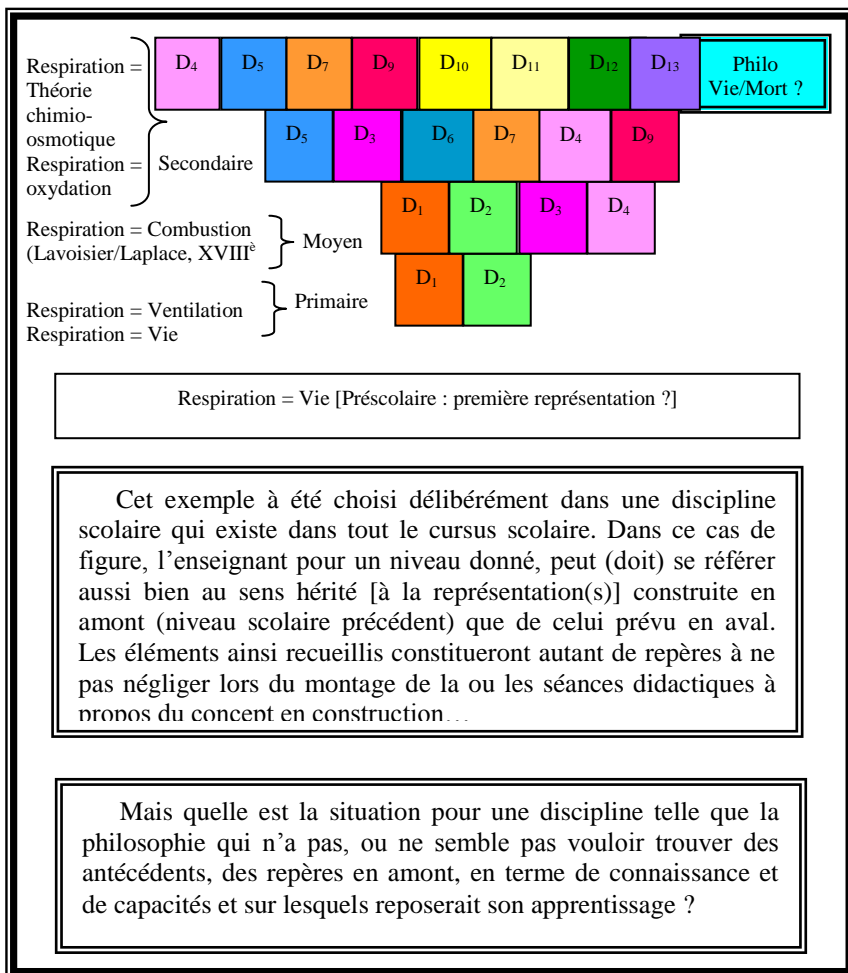 Respiration =
Théorie
chimio-
osmotique
Respiration =
oxydation
Secondaire
D₄ D₅ D₇ D₉ D₁₀ D₁₁ D₁₂ D₁₃ Philo
Vie/Mort ?
D₅ D₃ D₆ D₇ D₄ D₉
D₁ D₂ D₃ D₄
Respiration = Combustion
(Lavoisier/Laplace, XVIIIè
Moyen
D₁ D₂
Respiration = Ventilation
Respiration = Vie
Primaire
Respiration = Vie [Préscolaire : première représentation ?]
Cet exemple à été choisi délibérément dans une discipline
scolaire qui existe dans tout le cursus scolaire. Dans ce cas de
figure, l’enseignant pour un niveau donné, peut (doit) se référer
aussi bien au sens hérité [à la représentation(s)] construite en
amont (niveau scolaire précédent) que de celui prévu en aval.
Les éléments ainsi recueillis constitueront autant de repères à ne
pas négliger lors du montage de la ou les séances didactiques à
propos du concept en construction…
Mais quelle est la situation pour une discipline telle que la
philosophie qui n’a pas, ou ne semble pas vouloir trouver des
antécédents, des repères en amont, en terme de connaissance et
de capacités et sur lesquels reposerait son apprentissage ?